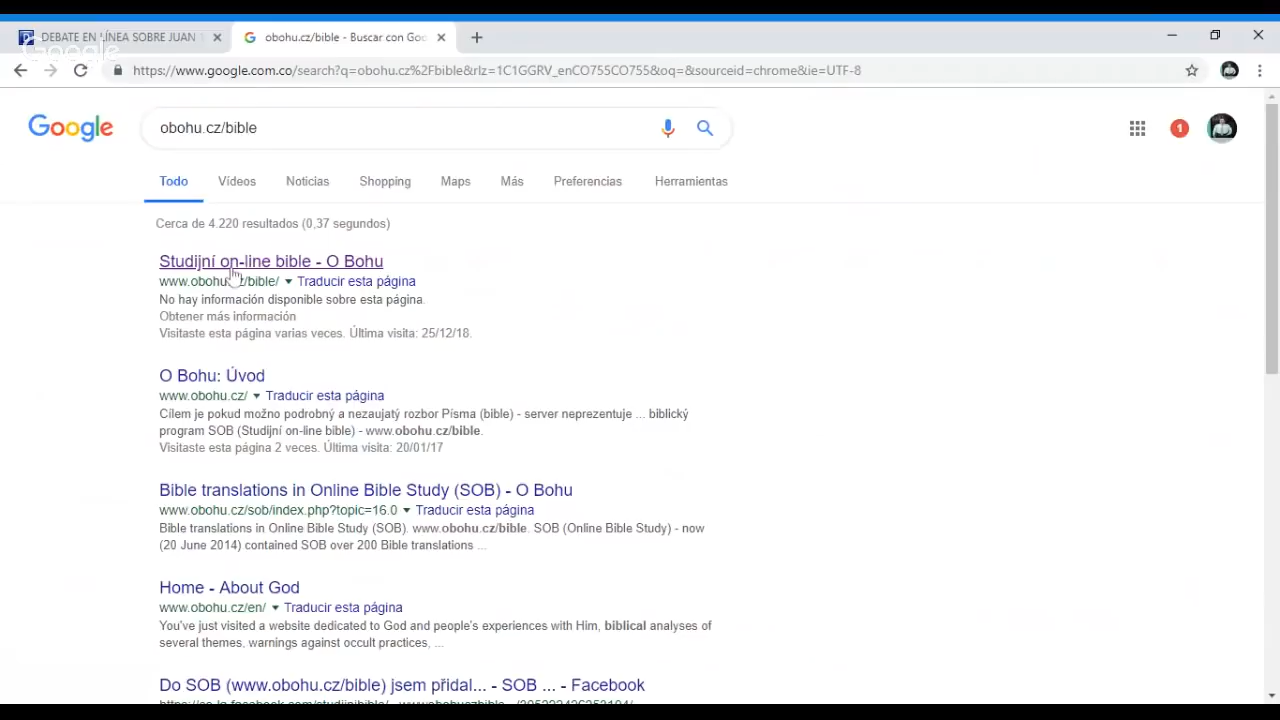 DEBATE EN LÍNEA SOBRE JUAN 1
obohu.cz/bible - Buscar con Goo
https://www.google.com.co/search?q=obohu.cz%2Fbible&rlz=1C1GGRV_enCO755CO755&oq=&sourceid=chrome&ie=UTF-8
Google
obohu.cz/bible
1
Todo Vídeos Noticias Shopping Maps Más Preferencias Herramientas
Cerca de 4.220 resultados (0,37 segundos)
Studijní on-line bible - O Bohu
www.obohu.cz/bible/ Traducir esta página
No hay información disponible sobre esta página.
Obtener más información
Visitaste esta página varias veces. Última visita: 25/12/18.
O Bohu: Úvod
www.obohu.cz/ Traducir esta página
Cílem je pokud možno podrobný a nezaujatý rozbor Písma (bible) - server neprezentuje ... biblický
program SOB (Studijní on-line bible) - www.obohu.cz/bible.
Visitaste esta página 2 veces. Última visita: 20/01/17
Bible translations in Online Bible Study (SOB) - O Bohu
www.obohu.cz/sob/index.php?topic=16.0 Traducir esta página
Bible translations in Online Bible Study (SOB). www.obohu.cz/bible. SOB (Online Bible Study) - now
(20 June 2014) contained SOB over 200 Bible translations ...
Home - About God
www.obohu.cz/en/ Traducir esta página
You've just visited a website dedicated to God and people's experiences with Him, biblical analyses of
several themes, warnings against occult practices, ...
Do SOB (www.obohu.cz/bible) jsem přidal... - SOB ... - Facebook